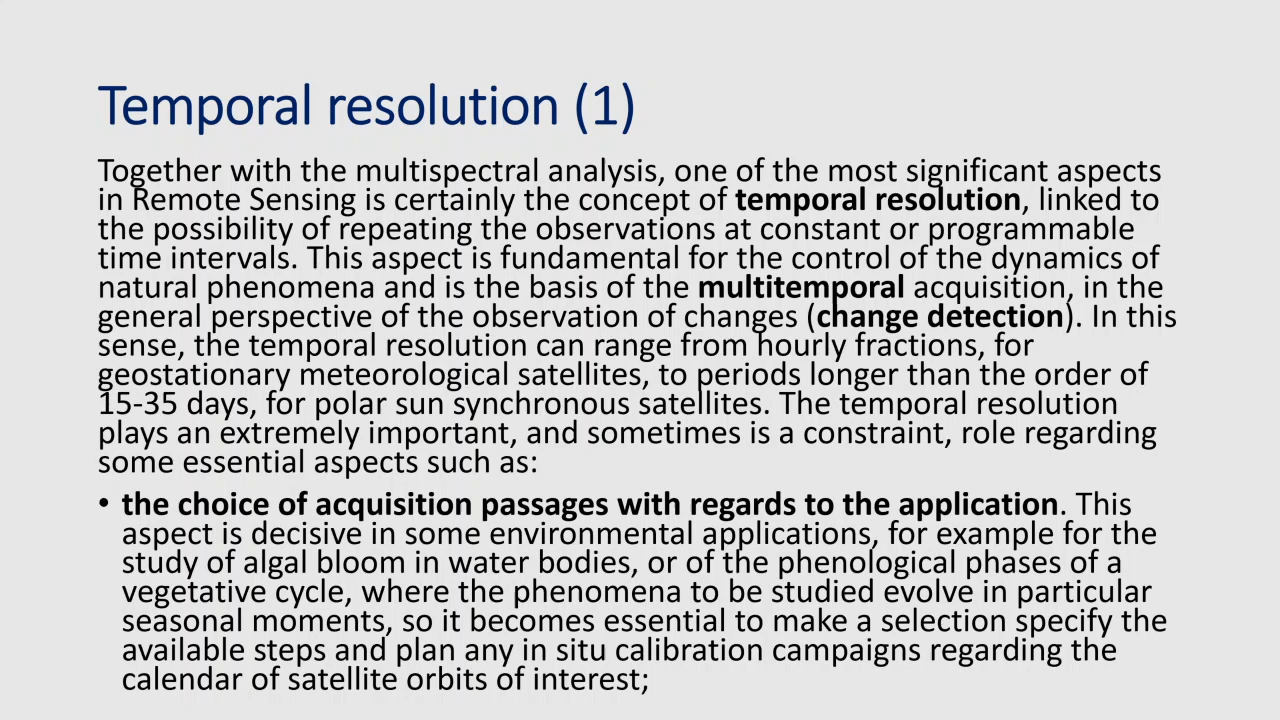 Temporal resolution (1)
Together with the multispectral analysis, one of the most significant aspects
in Remote Sensing is certainly the concept of temporal resolution, linked to
the possibility of repeating the observations at constant or programmable
time intervals. This aspect is fundamental for the control of the dynamics of
natural phenomena and is the basis of the multitemporal acquisition, in the
general perspective of the observation of changes (change detection). In this
sense, the temporal resolution can range from hourly fractions, for
geostationary meteorological satellites, to periods longer than the order of
15-35 days, for polar sun synchronous satellites. The temporal resolution
plays an extremely important, and sometimes is a constraint, role regarding
some essential aspects such as:
• the choice of acquisition passages with regards to the application. This
aspect is decisive in some environmental applications, for example for the
study of algal bloom in water bodies, or of the phenological phases of a
vegetative cycle, where the phenomena to be studied evolve in particular
seasonal moments, so it becomes essential to make a selection specify the
available steps and plan any in situ calibration campaigns regarding the
calendar of satellite orbits of interest;